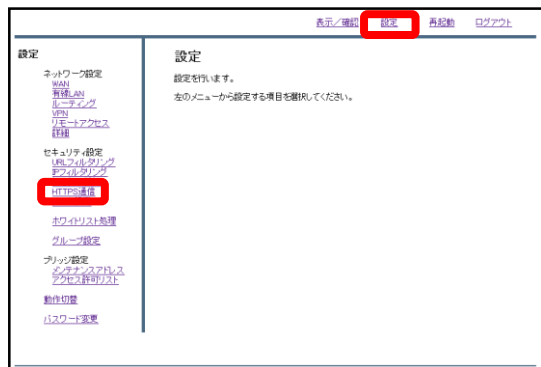 表示／確認 設定 再起動 ログアウト
設定
ネットワーク設定
WAN
有線LAN
ルーティング
VPN
リモートアクセス
詳細
セキュリティ設定
URLフィルタリング
IPフィルタリング
HTTPS通信
ホワイトリスト処理
グループ設定
ブリッジ設定
メンテナンスアドレス
アクセス許可リスト
動作切替
パスワード変更
設定
設定を行います。
左のメニューから設定する項目を選択してください。